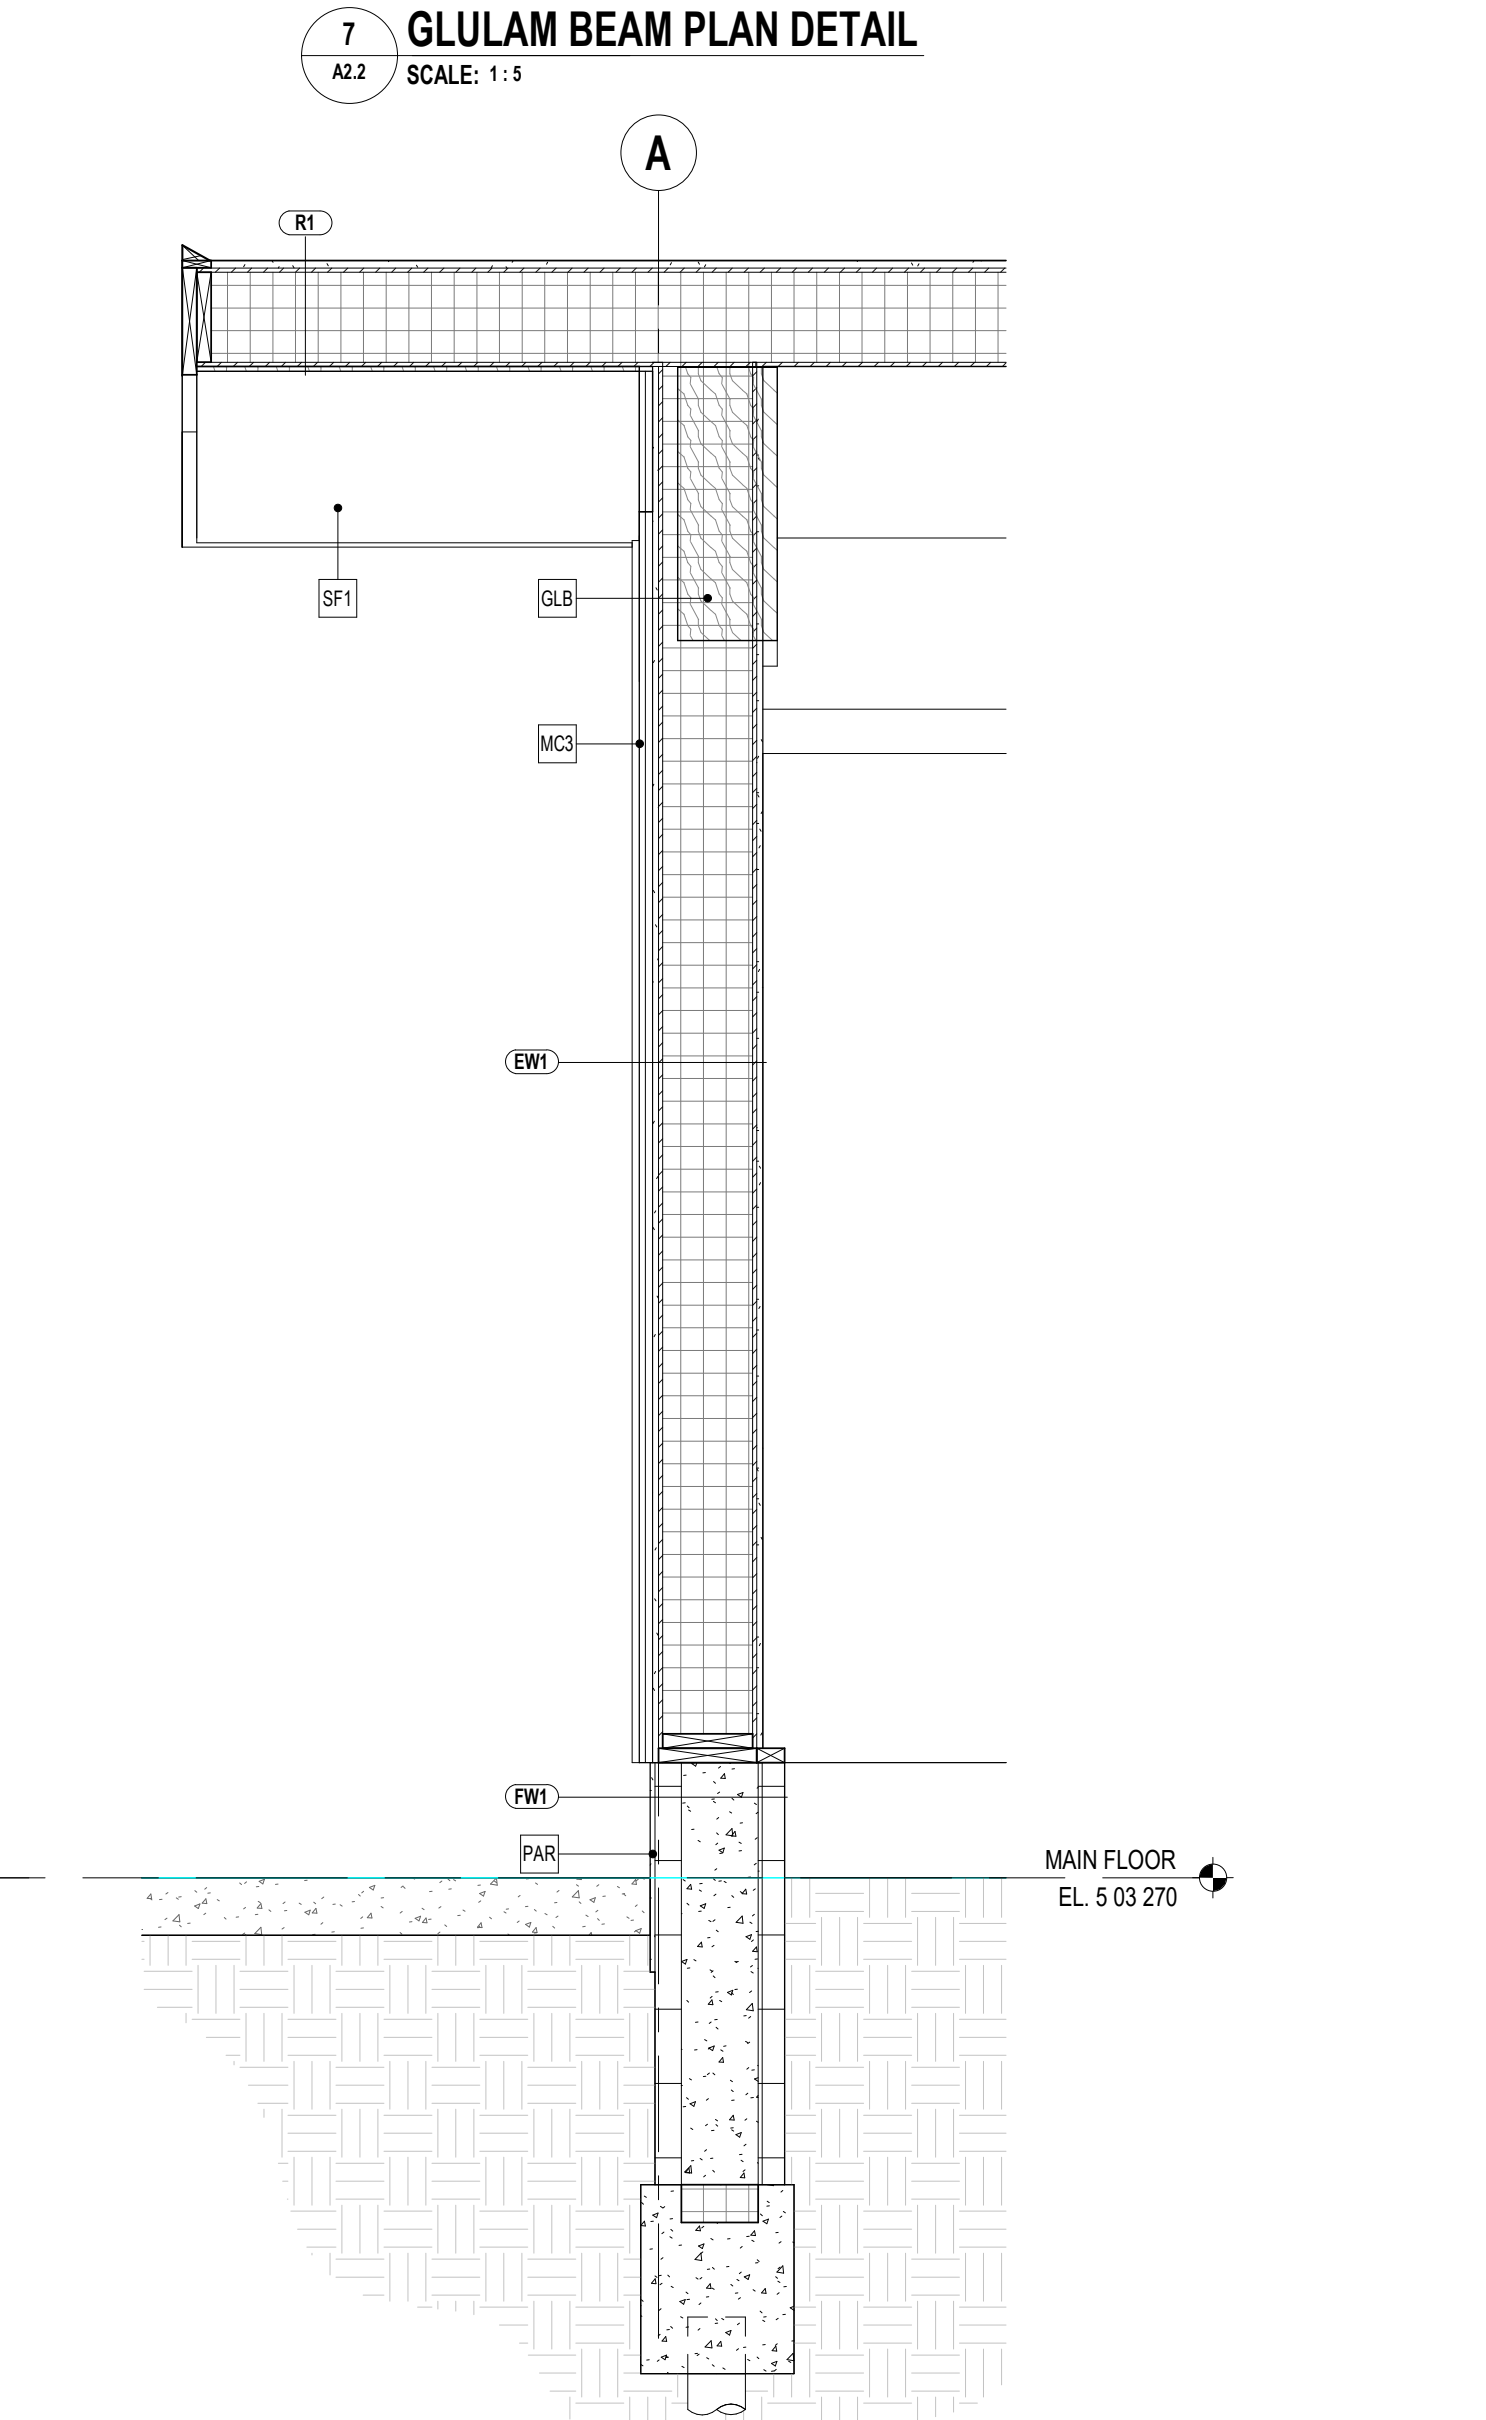 7
GLULAM BEAM PLAN DETAIL
A2.2
SCALE: 1 : 5
A
R1
SF1
GLB
MC3
EW1
FW1
PAR
MAIN FLOOR
EL. 5 03 270